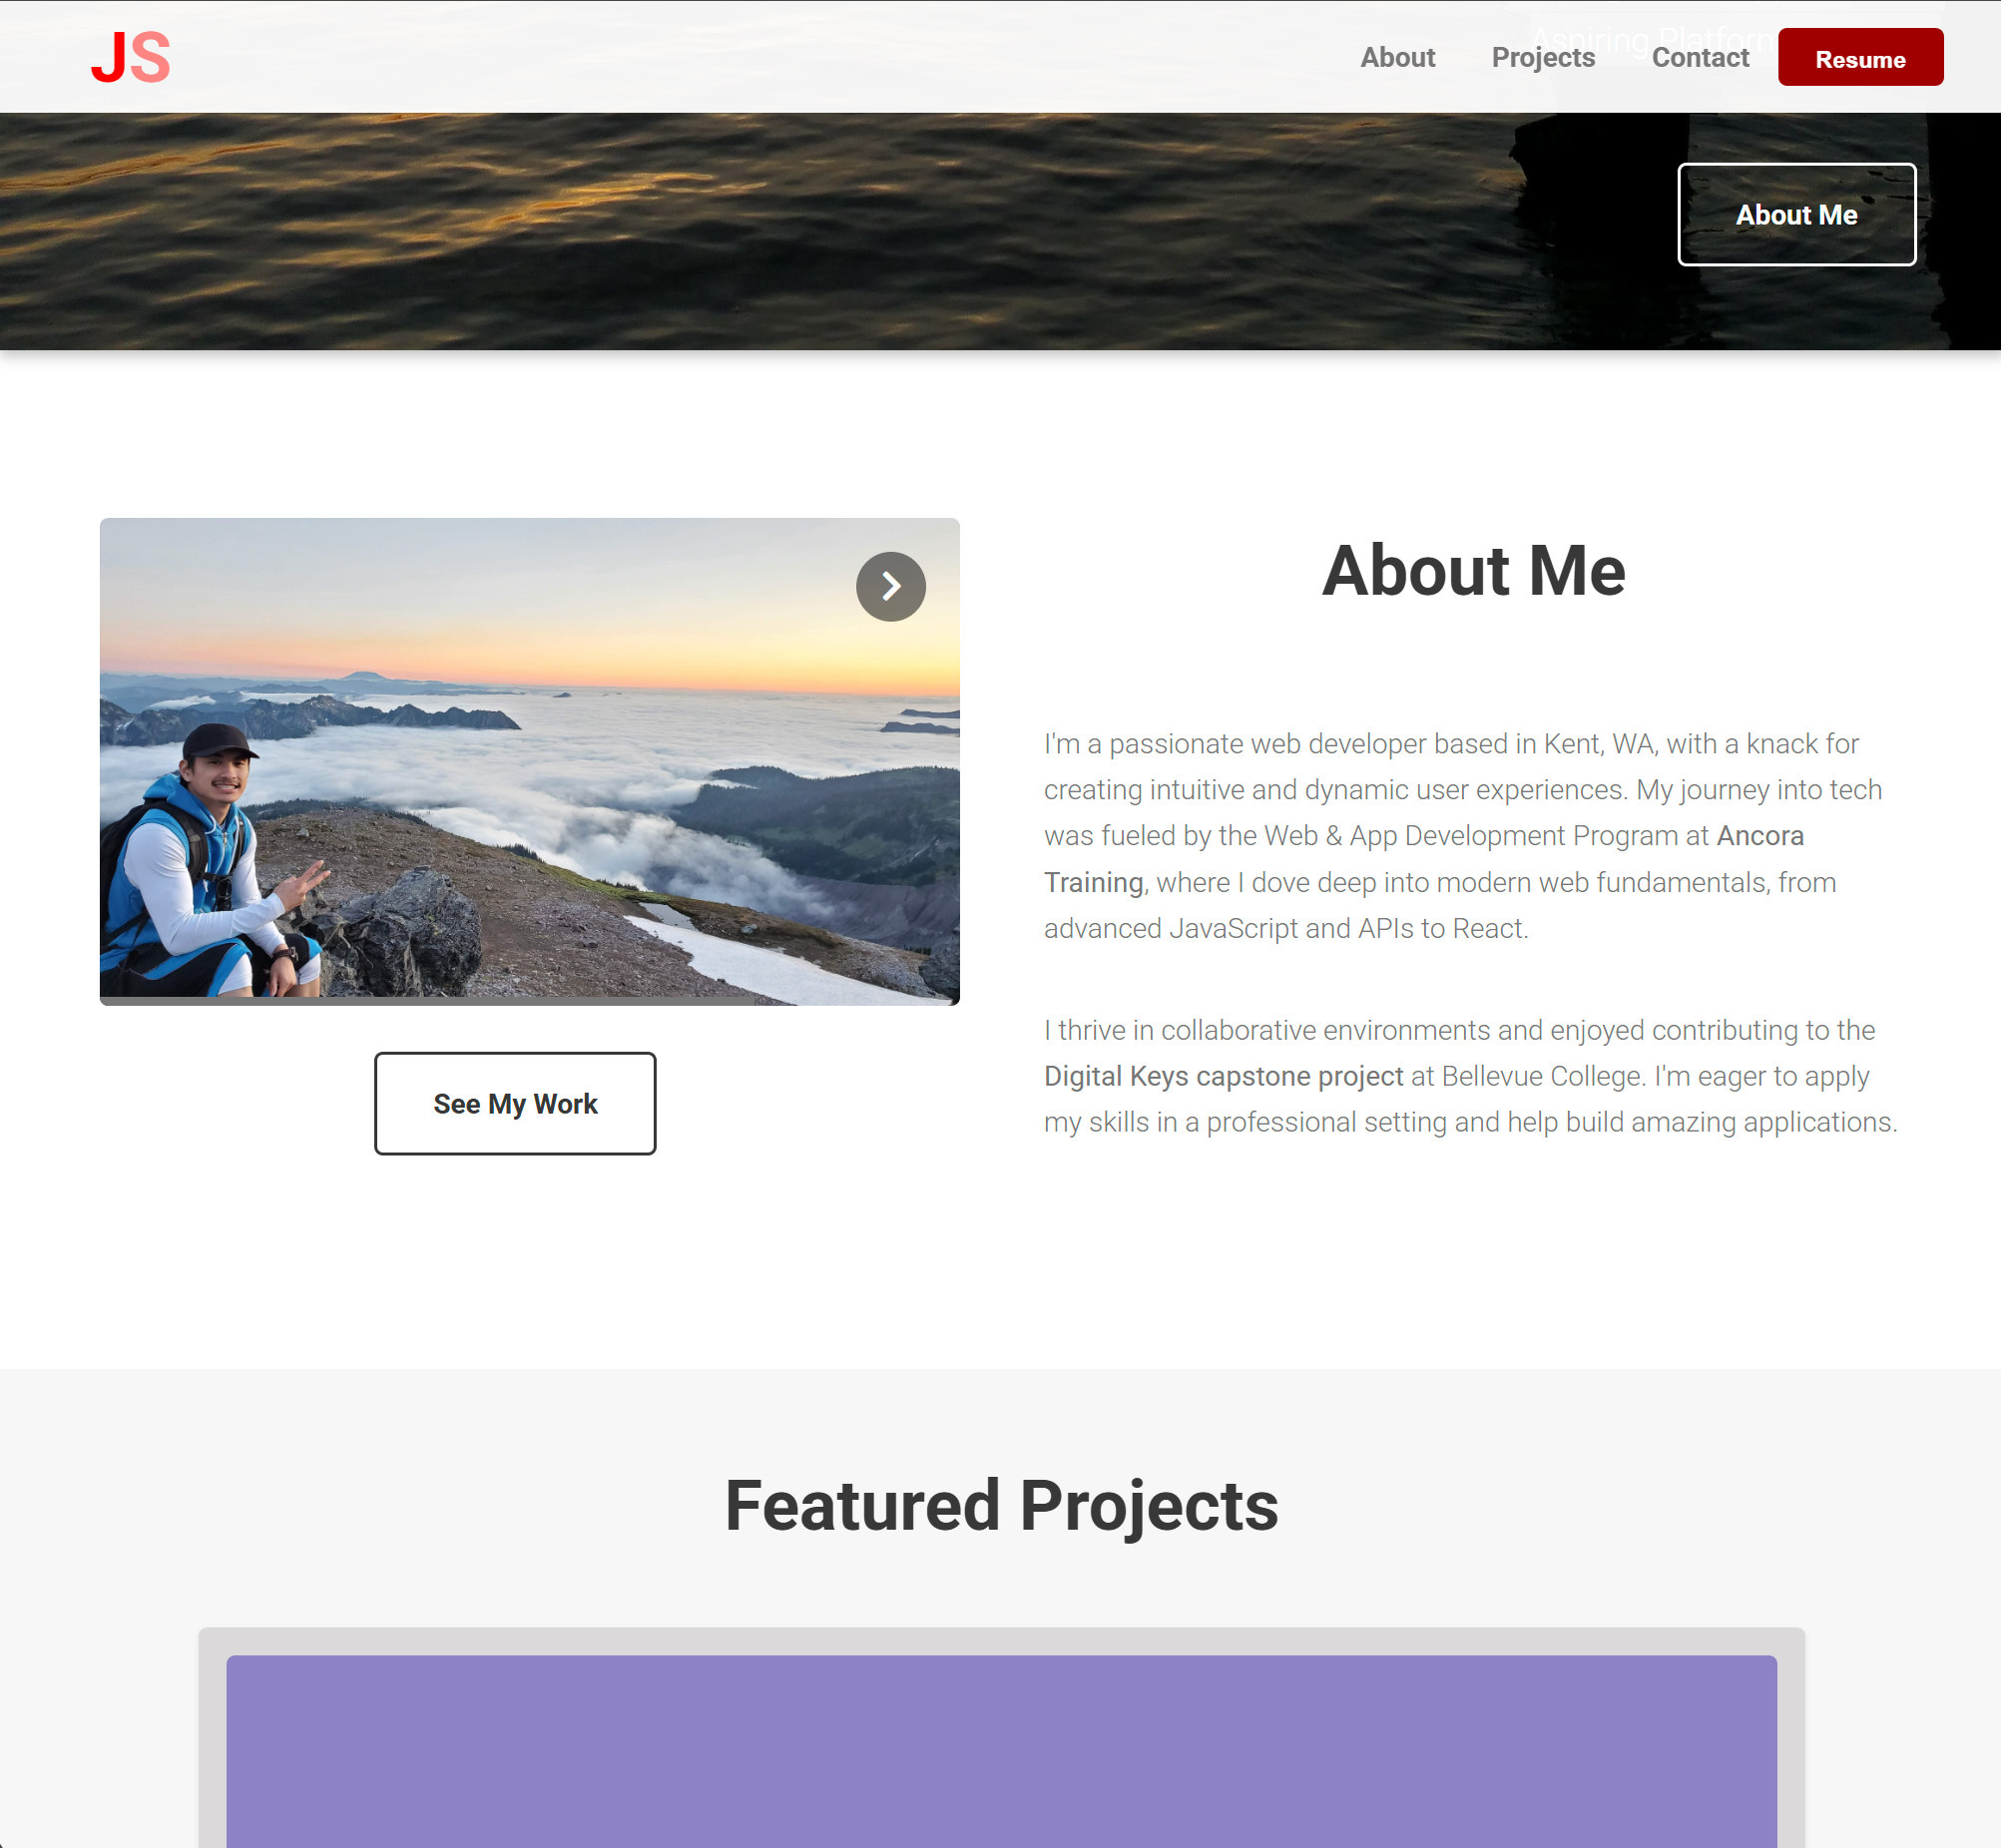 JS
Aspiring Platform
About Projects Contact Resume
About Me
About Me
I'm a passionate web developer based in Kent, WA, with a knack for
creating intuitive and dynamic user experiences. My journey into tech
was fueled by the Web & App Development Program at Ancora
Training, where I dove deep into modern web fundamentals, from
advanced JavaScript and APIs to React.
I thrive in collaborative environments and enjoyed contributing to the
Digital Keys capstone project at Bellevue College. I'm eager to apply
my skills in a professional setting and help build amazing applications.
See My Work
Featured Projects